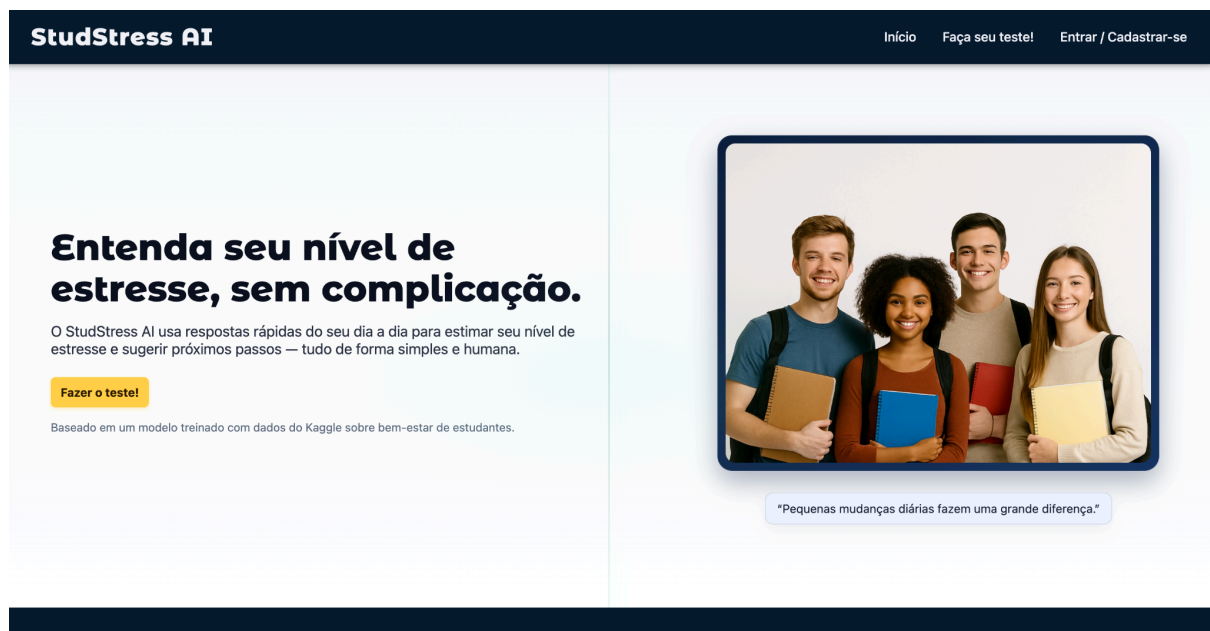 StudStress AI
Início
Faça seu teste!
Entrar / Cadastrar-se
Entenda seu nível de
estresse, sem complicação.
O StudStress AI usa respostas rápidas do seu dia a dia para estimar seu nível de
estresse e sugerir próximos passos — tudo de forma simples e humana.
Fazer o teste!
Baseado em um modelo treinado com dados do Kaggle sobre bem-estar de estudantes.
“Pequenas mudanças diárias fazem uma grande diferença.”